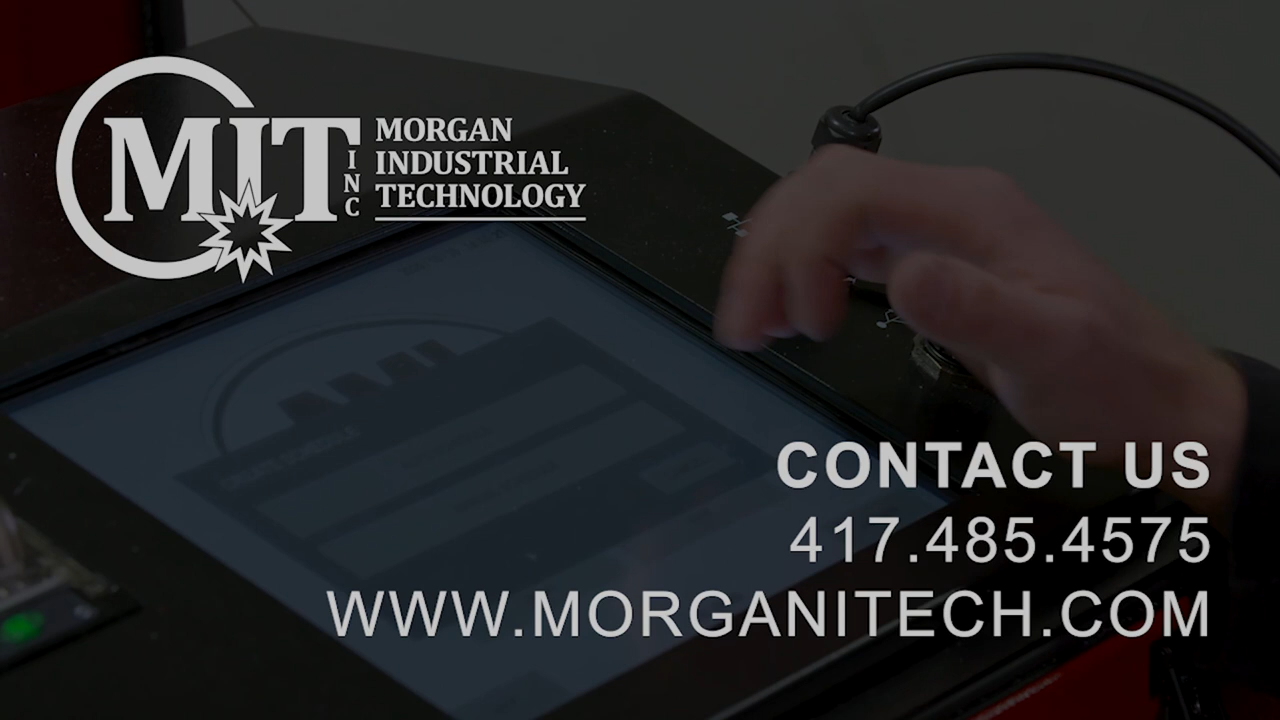 MIT
INC
MORGAN
INDUSTRIAL
TECHNOLOGY
CONTACT US
417.485.4575
WWW.MORGANITECH.COM